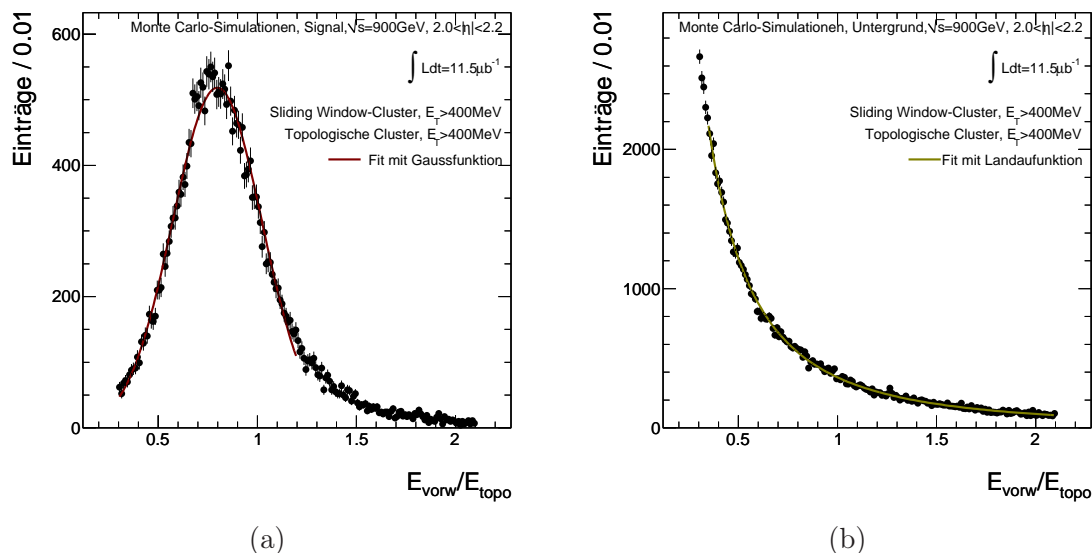 Monte Carlo-Simulationen, Signal,√s=900GeV, 2.0<|η|<2.2
∫ Ldt=11.5μb⁻¹
Sliding Window-Cluster, E_T>400MeV
Topologische Cluster, E_T>400MeV
Fit mit Gaussfunktion
Einträge / 0.01
600
400
200
0
0.5 1 1.5 2
E_vorw/E_topo
(a)
Monte Carlo-Simulationen, Untergrund,√s=900GeV, 2.0<|η|<2.2
∫ Ldt=11.5μb⁻¹
Sliding Window-Cluster, E_T>400MeV
Topologische Cluster, E_T>400MeV
Fit mit Landaufunktion
Einträge / 0.01
2000
1000
0
0.5 1 1.5 2
E_vorw/E_topo
(b)